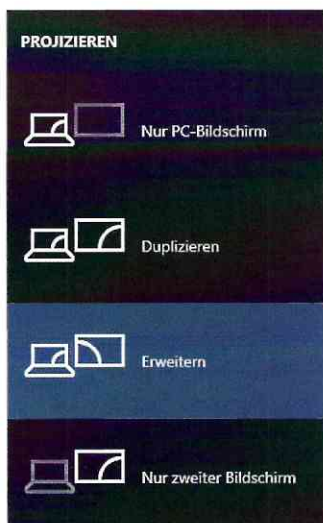 PROJIZIEREN
Nur PC-Bildschirm
Duplizieren
Erweitern
Nur zweiter Bildschirm